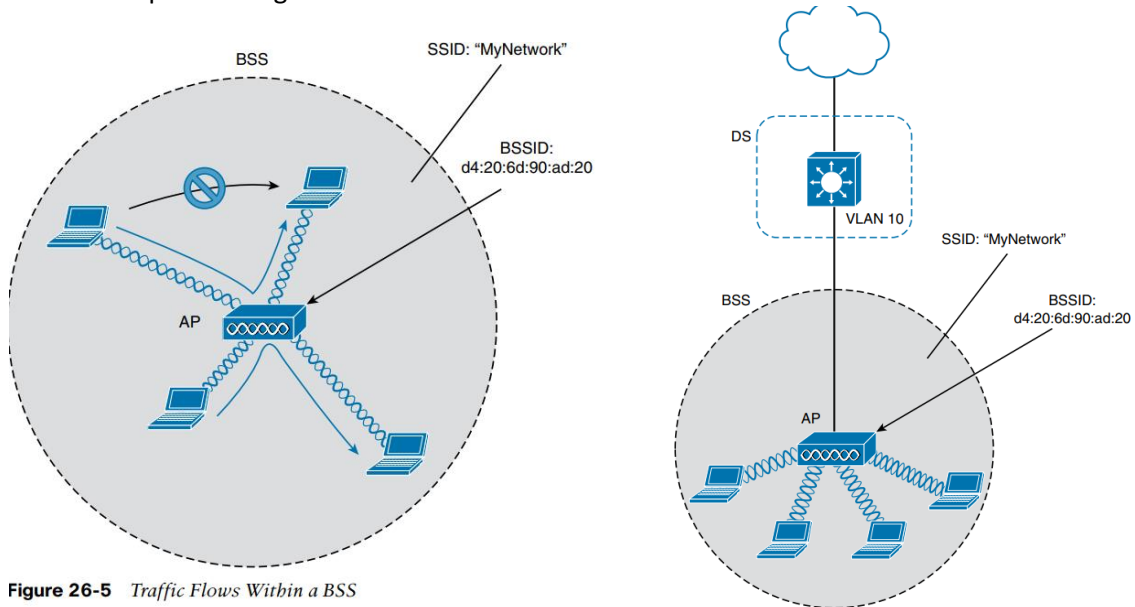 BSS
SSID: “MyNetwork”
BSSID:
d4:20:6d:90:ad:20
AP
Figure 26-5 Traffic Flows Within a BSS
DS
VLAN 10
SSID: “MyNetwork”
BSS
BSSID:
d4:20:6d:90:ad:20
AP